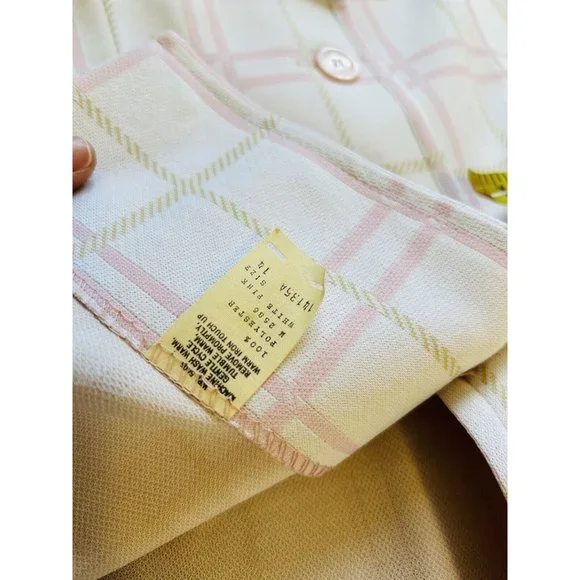 14135A
SIZE 14
WHITE PINK
W 2506
POLYESTER
100%
MACHINE WASH WARM
GENTLE CYCLE
TUMBLE DRY WARM
REMOVE PROMPTLY
WARM IRON TOUCH UP